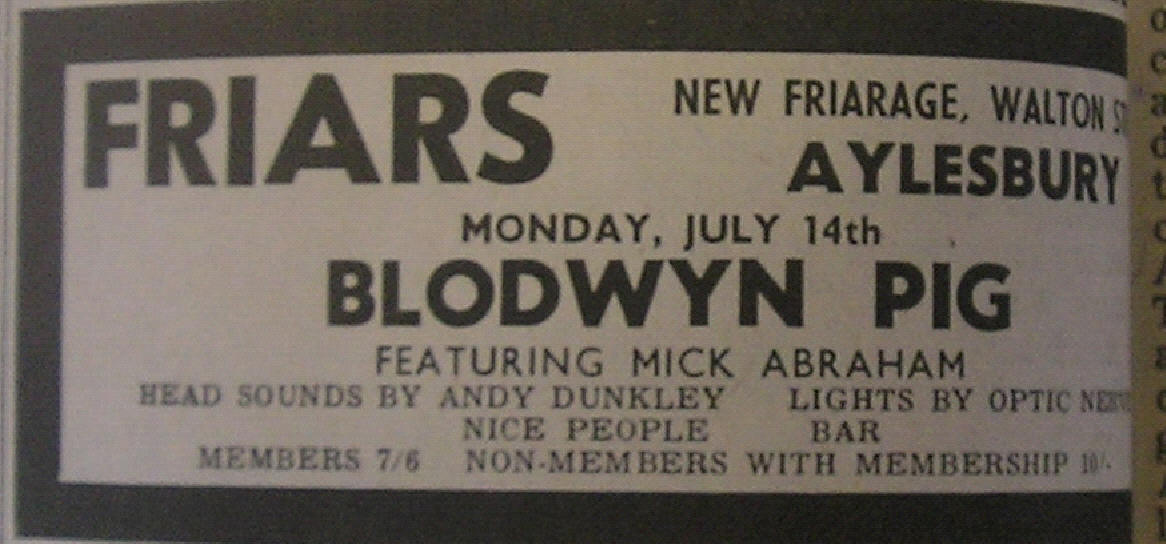 FRIARS
NEW FRIARAGE, WALTON
AYLESBURY
MONDAY, JULY 14th
BLODWYN PIG
FEATURING MICK ABRAHAM
HEAD SOUNDS BY ANDY DUNKLEY LIGHTS BY OPTIC
NICE PEOPLE BAR
MEMBERS 7/6 NON-MEMBERS WITH MEMBERSHIP 10/-